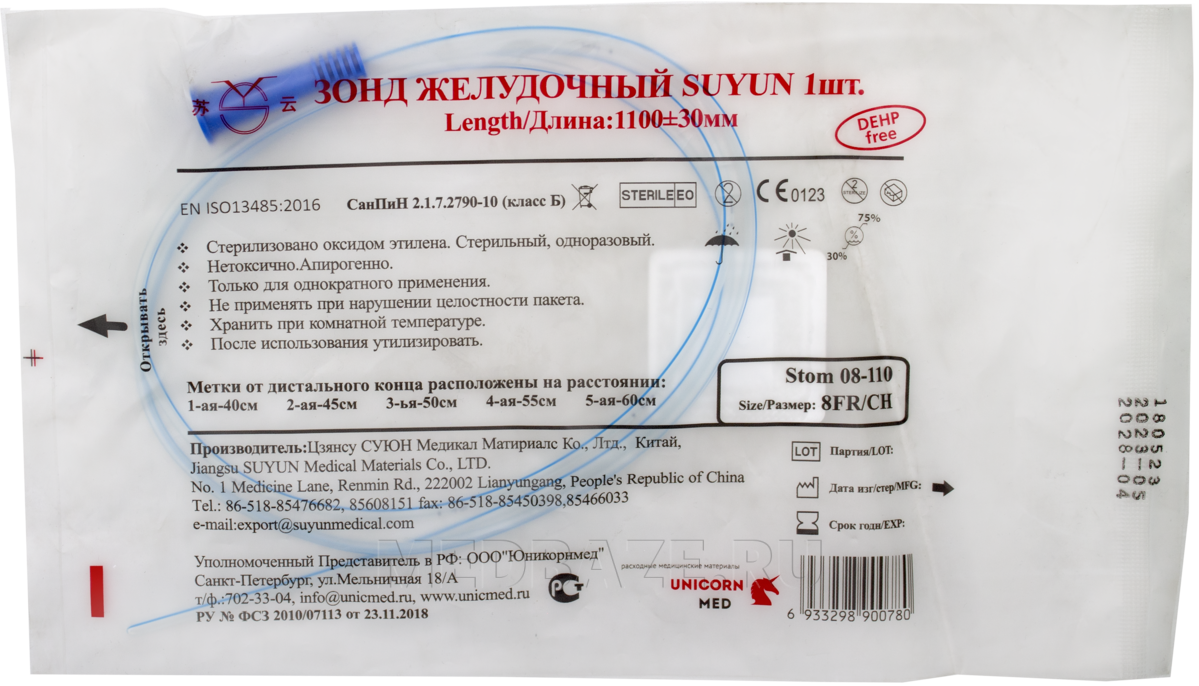 苏 云
ЗОНД ЖЕЛУДОЧНЫЙ SUYUN 1шт.
Length/Длина:1100±30мм
DEHP
free
EN ISO13485:2016 СанПиН 2.1.7.2790-10 (класс Б) STERILE EO 2 CE 0123 2 STERILIZE
75%
%
30%
❖ Стерилизовано оксидом этилена. Стерильный, одноразовый.
❖ Нетоксично.Апирогенно.
❖ Только для однократного применения.
❖ Не применять при нарушении целостности пакета.
❖ Хранить при комнатной температуре.
❖ После использования утилизировать.
Открывать
здесь
Метки от дистального конца расположены на расстоянии:
1-ая-40см 2-ая-45см 3-ья-50см 4-ая-55см 5-ая-60см
Stom 08-110
Size/Размер: 8FR/CH
Производитель:Цзянсу СУЮН Медикал Матириалс Ко., Лтд., Китай,
Jiangsu SUYUN Medical Materials Co., LTD.
No. 1 Medicine Lane, Renmin Rd., 222002 Lianyungang, People's Republic of China
Tel.: 86-518-85476682, 85608151 fax: 86-518-85450398,85466033
e-mail:export@suyunmedical.com
LOT Партия/LOT:
Дата изг/стер/MFG:
Срок годн/EXP:
180523
2023-05
2028-04
Уполномоченный Представитель в РФ: ООО"Юникорнмед"
Санкт-Петербург, ул.Мельничная 18/А
т/ф.:702-33-04, info@unicmed.ru, www.unicmed.ru
РУ № ФСЗ 2010/07113 от 23.11.2018
РСТ
расходные медицинские материалы
UNICORN
MED
6 933298 900780
MEDBAZE.RU